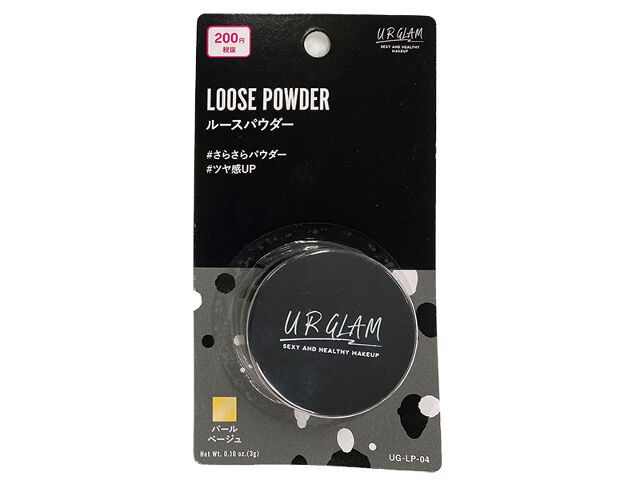 200円
税抜
UR GLAM
SEXY AND HEALTHY
MAKEUP
LOOSE POWDER
ルースパウダー
#さらさらパウダー
#ツヤ感UP
UR GLAM
SEXY AND HEALTHY MAKEUP
パール
ベージュ
Net Wt. 0.10 oz.(3g)
UG-LP-04